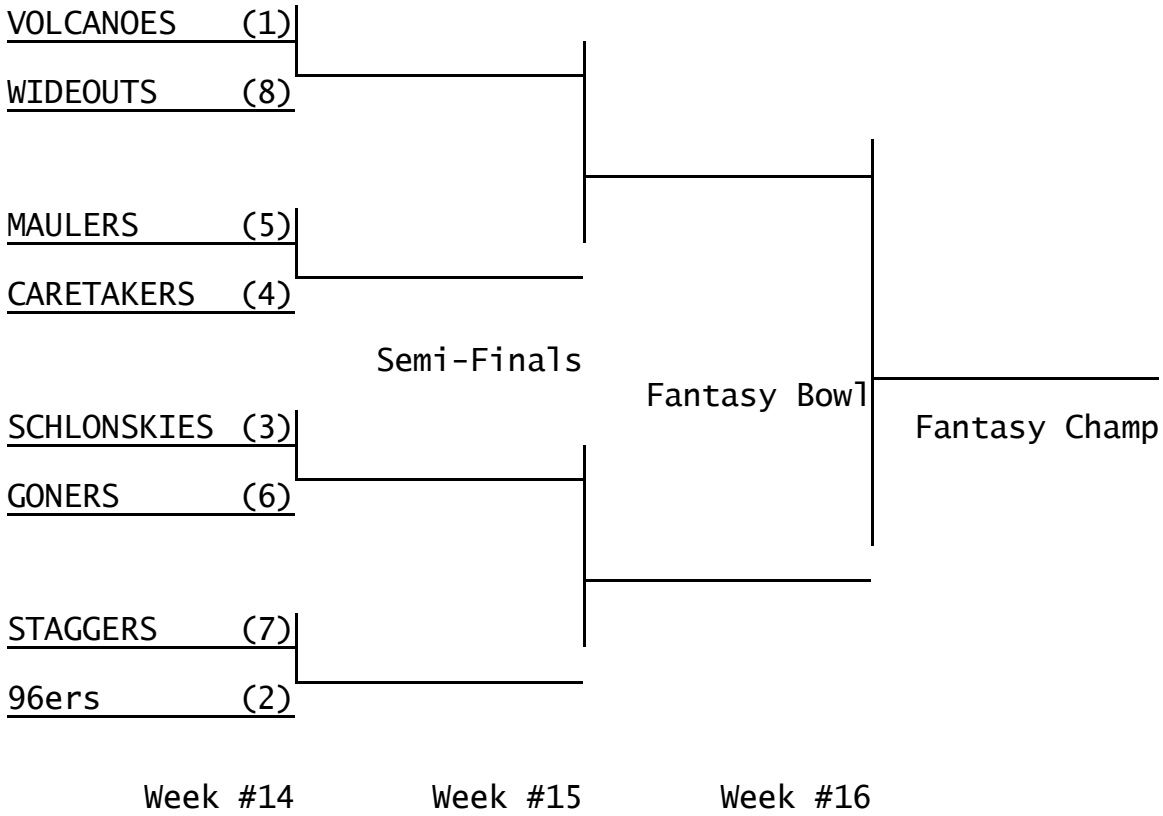 VOLCANOES (1)
WIDEOUTS (8)
MAULERS (5)
CARETAKERS (4)
Semi-Finals
Fantasy Bowl
SCHLONSKIES (3)
Fantasy Champ
GONERS (6)
STAGGERS (7)
96ers (2)
Week #14 Week #15 Week #16